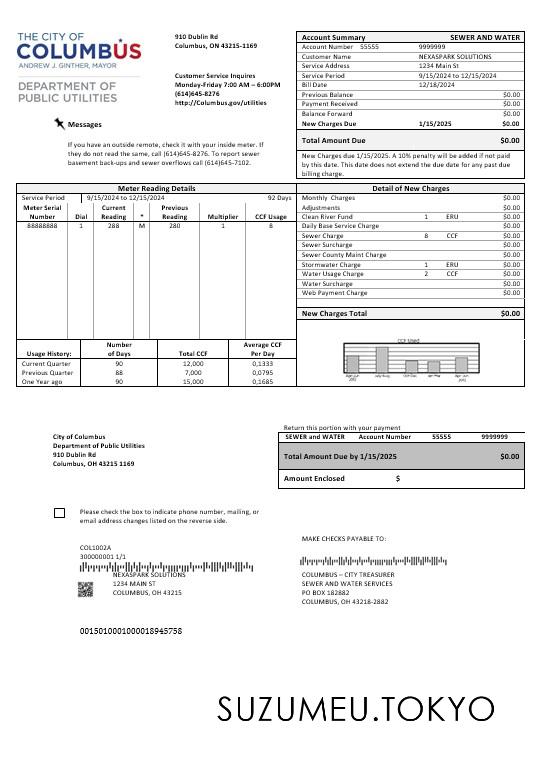 THE CITY OF
COLUMBUS
ANDREW J. GINTHER, MAYOR
DEPARTMENT OF
PUBLIC UTILITIES
910 Dublin Rd
Columbus, ON 43215-1169
Customer Service Inquires
Monday-Friday 7:00 AM – 6:00PM
(614)645-8276
http://Columbus.gov/utilities
Messages
If you have an outside remote, check it with your inside meter. If
they do not read the same, call (614)645-8276. To report sewer
basement back-ups and sewer overflows call (614)645-7102.
Account Summary SEWER AND WATER
Account Number 55555 9999999
Customer Name NEXASPARK SOLUTIONS
Service Address 1234 Main St
Service Period 9/15/2024 to 12/15/2024
Bill Date 12/18/2024
Previous Balance $0.00
Payment Received $0.00
Balance Forward $0.00
New Charges Due 1/15/2025 $0.00
Total Amount Due $0.00
New Charges due 1/15/2025. A 10% penalty will be added if not paid
by this date. This date does not extend the due date for any past due
billing charge.
Meter Reading Details
Service Period 9/15/2024 to 12/15/2024 92 Days
Meter Serial Number Dial Current Reading * Previous Reading Multiplier CCF Usage
88888888 1 288 M 280 1 8
Usage History: Number of Days Total CCF Average CCF Per Day
Current Quarter 90 12,000 0,1333
Previous Quarter 88 7,000 0,0795
One Year ago 90 15,000 0,1685
Detail of New Charges
Monthly Charges $0.00
Adjustments $0.00
Clean River Fund 1 ERU $0.00
Daily Base Service Charge $0.00
Sewer Charge 8 CCF $0.00
Sewer Surcharge $0.00
Sewer County Maint Charge $0.00
Stormwater Charge 1 ERU $0.00
Water Usage Charge 2 CCF $0.00
Water Surcharge $0.00
Web Payment Charge $0.00
New Charges Total $0.00
CCF Used
City of Columbus
Department of Public Utilities
910 Dublin Rd
Columbus, OH 43215 1169
Return this portion with your payment
SEWER and WATER Account Number 55555 9999999
Total Amount Due by 1/15/2025 $0.00
Amount Enclosed $
Please check the box to indicate phone number, mailing, or
email address changes listed on the reverse side.
COL1002A
300000001 1/1
NEXASPARK SOLUTIONS
1234 MAIN ST
COLUMBUS, OH 43215
MAKE CHECKS PAYABLE TO:
COLUMBUS – CITY TREASURER
SEWER AND WATER SERVICES
PO BOX 182882
COLUMBUS, OH 43218-2882
0015010001000018945758
SUZUMEU.TOKYO